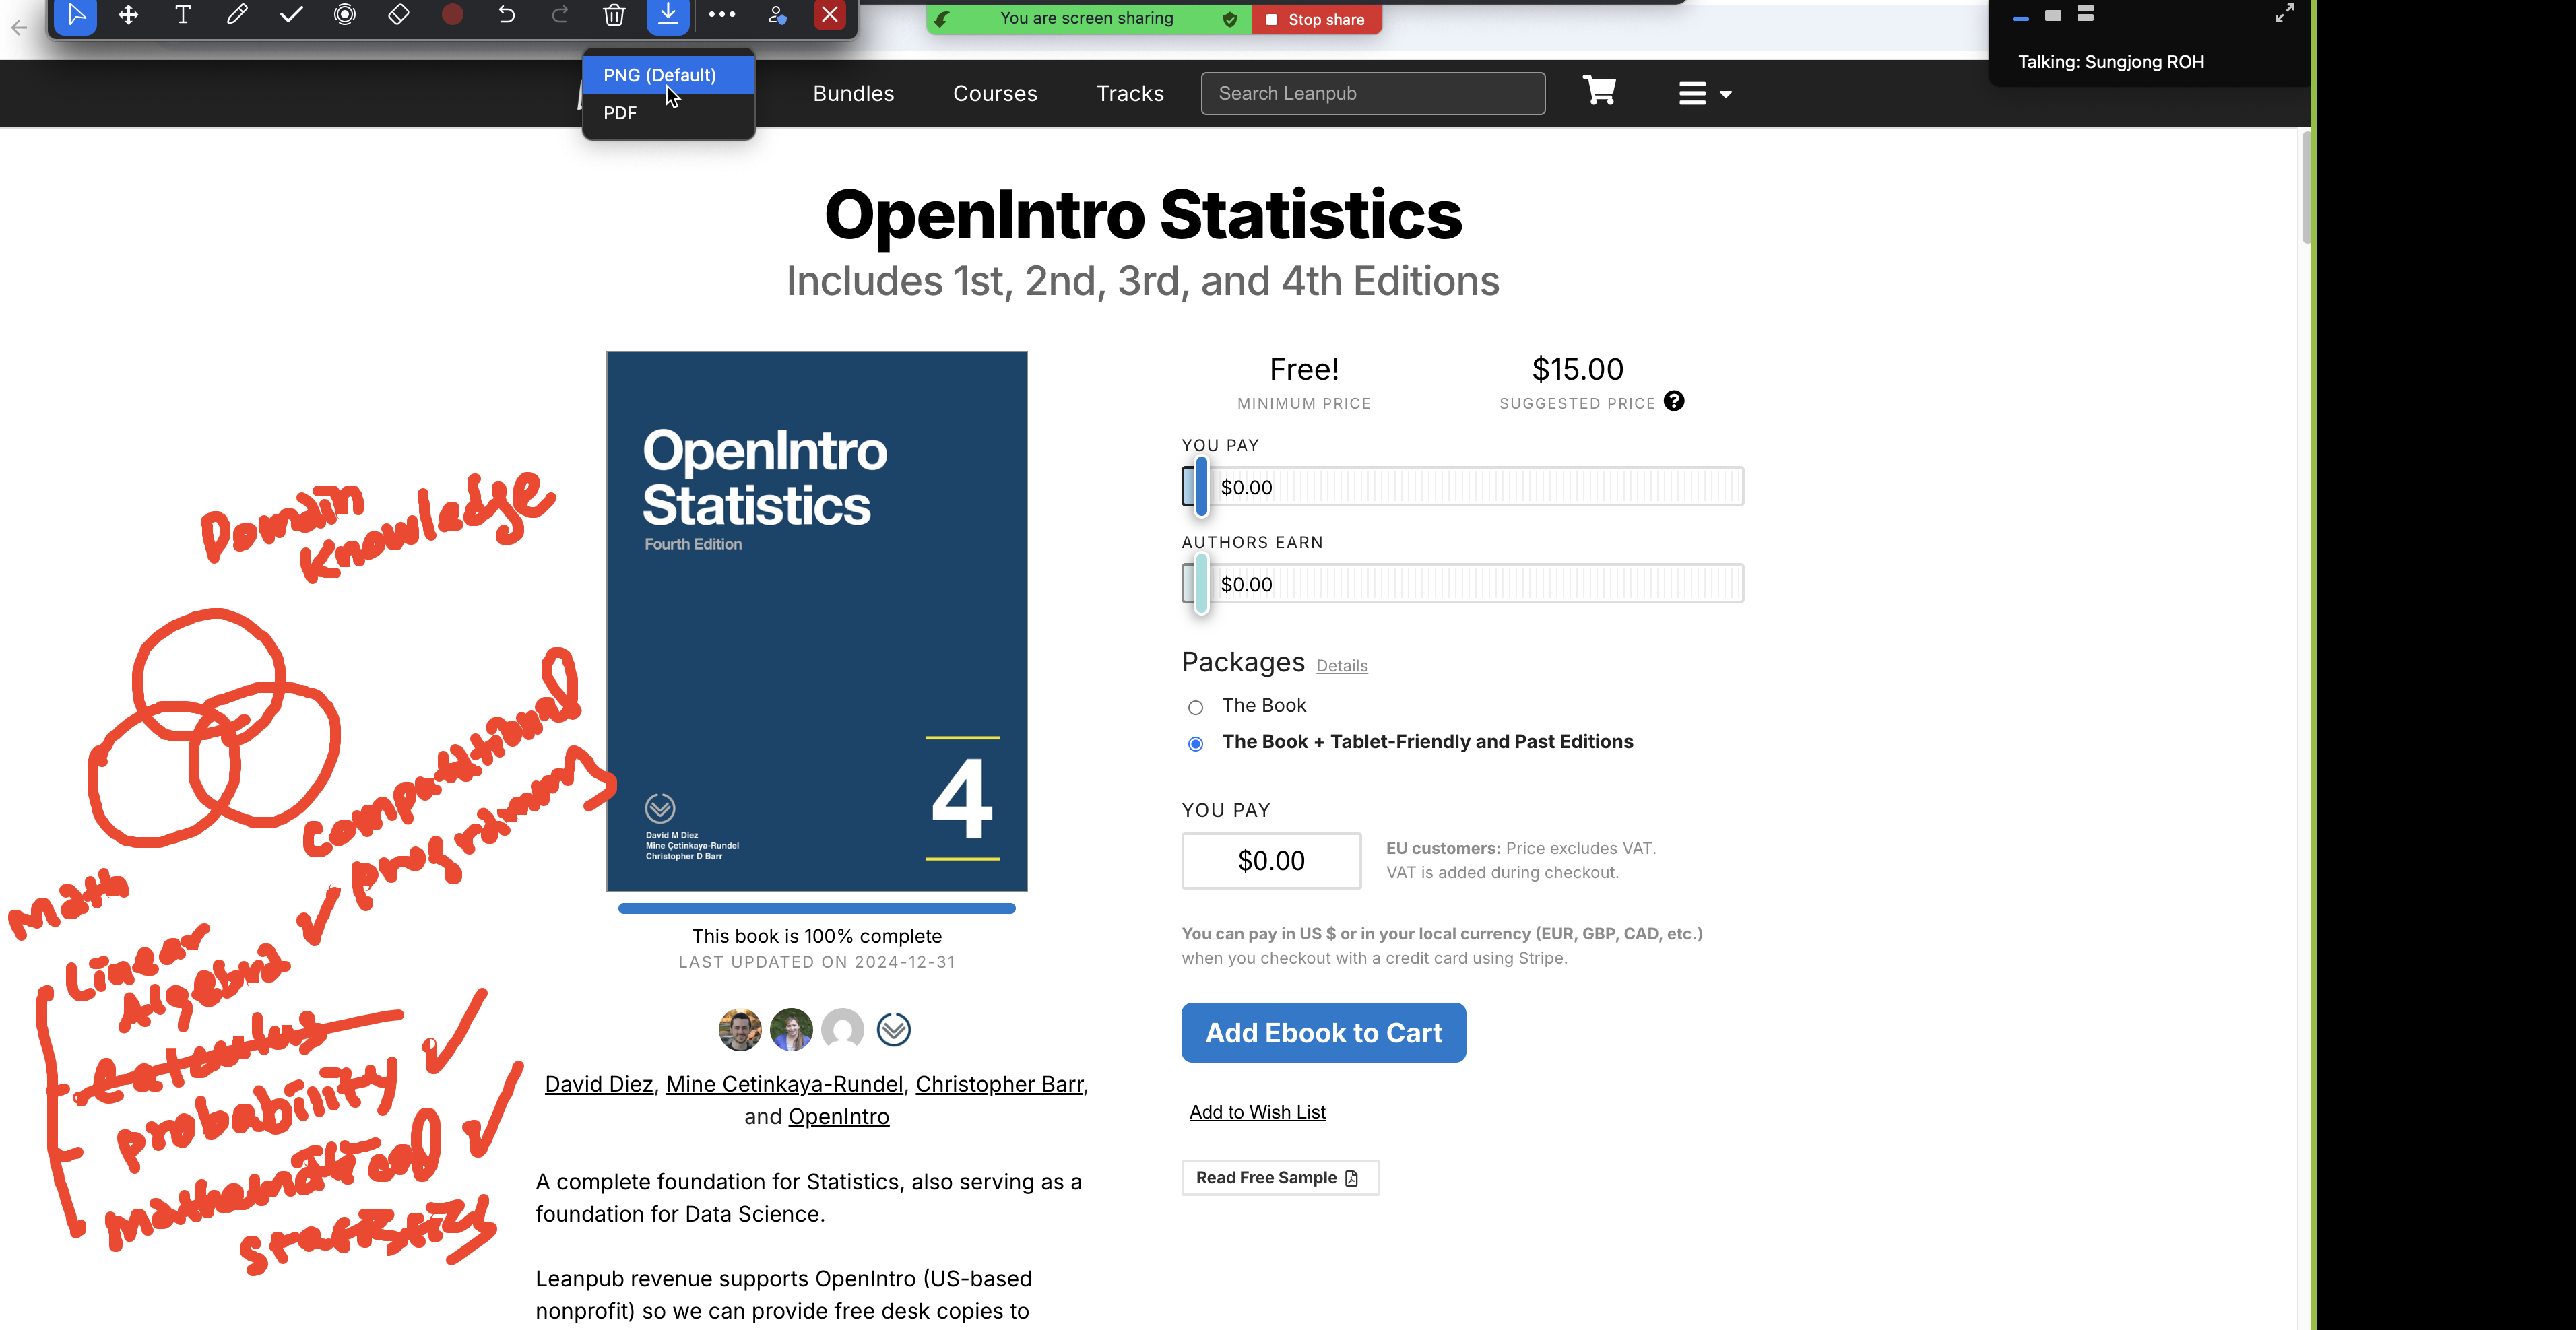 You are screen sharing
Stop share
Talking: Sungjong ROH
PNG (Default)
PDF
Bundles
Courses
Tracks
Search Leanpub
OpenIntro Statistics
Includes 1st, 2nd, 3rd, and 4th Editions
OpenIntro
Statistics
Fourth Edition
4
David M Diez
Mine Çetinkaya-Rundel
Christopher D Barr
This book is 100% complete
LAST UPDATED ON 2024-12-31
David Diez, Mine Cetinkaya-Rundel, Christopher Barr,
and OpenIntro
A complete foundation for Statistics, also serving as a
foundation for Data Science.
Leanpub revenue supports OpenIntro (US-based
nonprofit) so we can provide free desk copies to
Free!
MINIMUM PRICE
$15.00
SUGGESTED PRICE
YOU PAY
$0.00
AUTHORS EARN
$0.00
Packages Details
The Book
The Book + Tablet-Friendly and Past Editions
YOU PAY
$0.00
EU customers: Price excludes VAT.
VAT is added during checkout.
You can pay in US $ or in your local currency (EUR, GBP, CAD, etc.)
when you checkout with a credit card using Stripe.
Add Ebook to Cart
Add to Wish List
Read Free Sample
Domain
Knowledge
Computational
Math
Linear
Algebra
Calculus
probability
mathematical